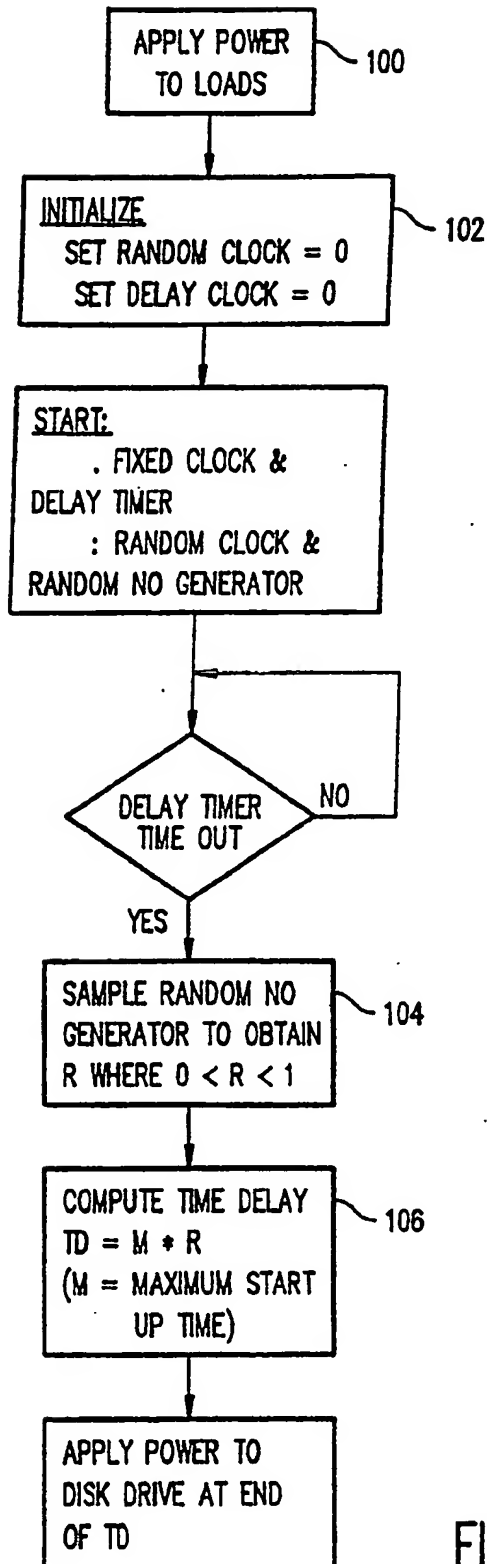 APPLY POWER
TO LOADS
100
INITIALIZE
SET RANDOM CLOCK = 0
SET DELAY CLOCK = 0
102
START:
. FIXED CLOCK &
DELAY TIMER
: RANDOM CLOCK &
RANDOM NO GENERATOR
DELAY TIMER
TIME OUT
NO
YES
SAMPLE RANDOM NO
GENERATOR TO OBTAIN
R WHERE 0 < R < 1
104
COMPUTE TIME DELAY
TD = M * R
(M = MAXIMUM START
UP TIME)
106
APPLY POWER TO
DISK DRIVE AT END
OF TD